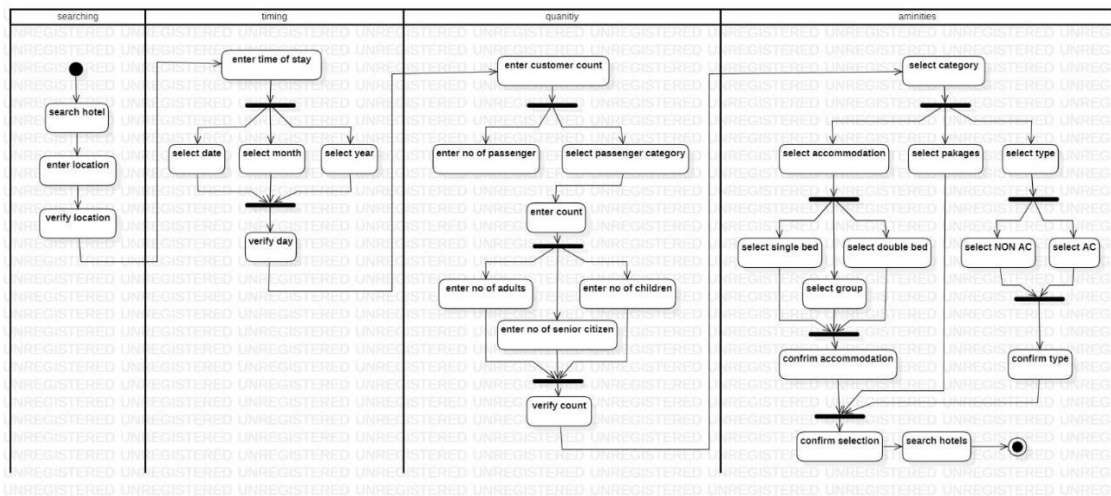 searching
timing
quanitiy
aminities
search hotel
enter location
verify location
enter time of stay
select date
select month
select year
verify day
enter customer count
enter no of passenger
select passenger category
enter count
enter no of adults
enter no of children
enter no of senior citizen
verify count
select category
select accommodation
select pakages
select type
select single bed
select double bed
select NON AC
select AC
select group
confrim accommodation
confirm type
confirm selection
search hotels
UNREGISTERED